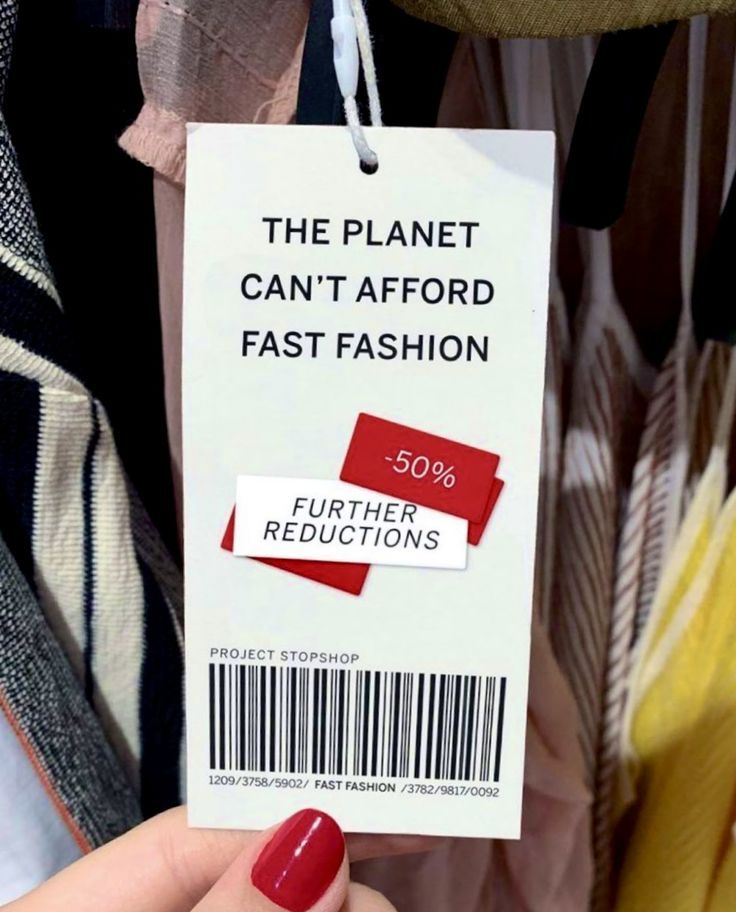 THE PLANET
CAN'T AFFORD
FAST FASHION
-50%
FURTHER
REDUCTIONS
PROJECT STOPSHOP
1209/3758/5902/ FAST FASHION /3782/9817/0092